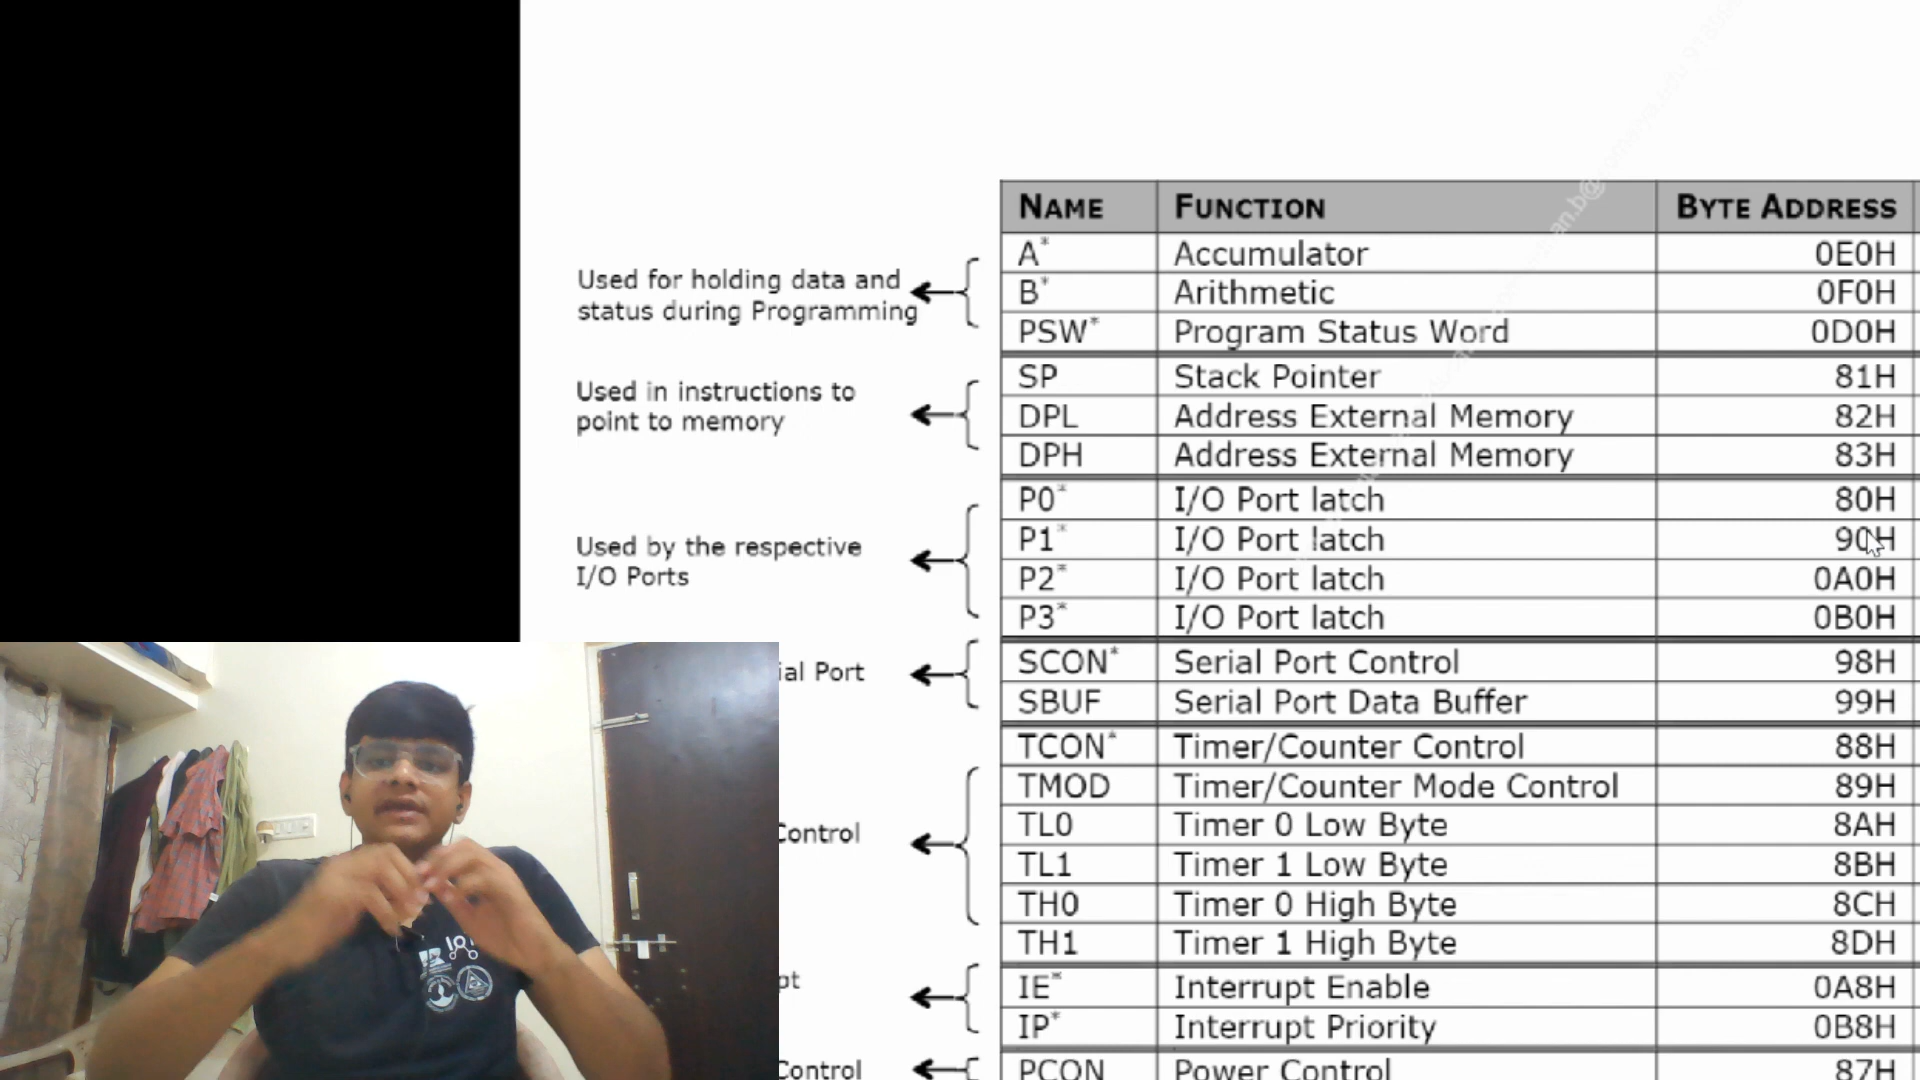 NAME FUNCTION BYTE ADDRESS
A* Accumulator 0E0H
B* Arithmetic 0F0H
PSW* Program Status Word 0D0H
Used for holding data and
status during Programming
SP Stack Pointer 81H
DPL Address External Memory 82H
DPH Address External Memory 83H
Used in instructions to
point to memory
P0* I/O Port latch 80H
P1* I/O Port latch 90H
P2* I/O Port latch 0A0H
P3* I/O Port latch 0B0H
Used by the respective
I/O Ports
SCON* Serial Port Control 98H
SBUF Serial Port Data Buffer 99H
ial Port
TCON* Timer/Counter Control 88H
TMOD Timer/Counter Mode Control 89H
TL0 Timer 0 Low Byte 8AH
TL1 Timer 1 Low Byte 8BH
TH0 Timer 0 High Byte 8CH
TH1 Timer 1 High Byte 8DH
Control
IE* Interrupt Enable 0A8H
IP* Interrupt Priority 0B8H
pt
PCON Power Control 87H
Control